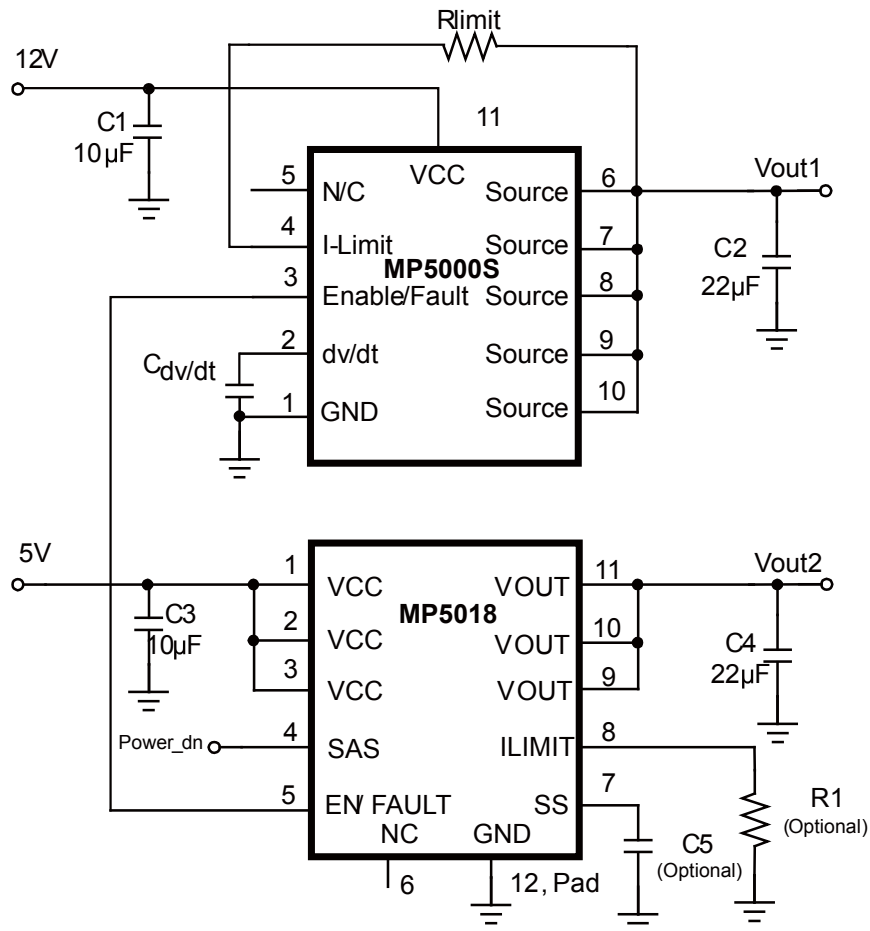 Rlimit
12V
C1
10µF
11
VCC
5
N/C
Source
6
Vout1
4
I-Limit
Source
7
MP5000S
C2
22µF
3
Enable/Fault
Source
8
2
dv/dt
Source
9
Cdv/dt
1
GND
Source
10
5V
1
VCC
VOUT
11
Vout2
MP5018
C3
10µF
2
VCC
VOUT
10
C4
22µF
3
VCC
VOUT
9
Power_dn
4
SAS
ILIMIT
8
5
EN/ FAULT
SS
7
R1
(Optional)
NC
GND
C5
(Optional)
6
12, Pad